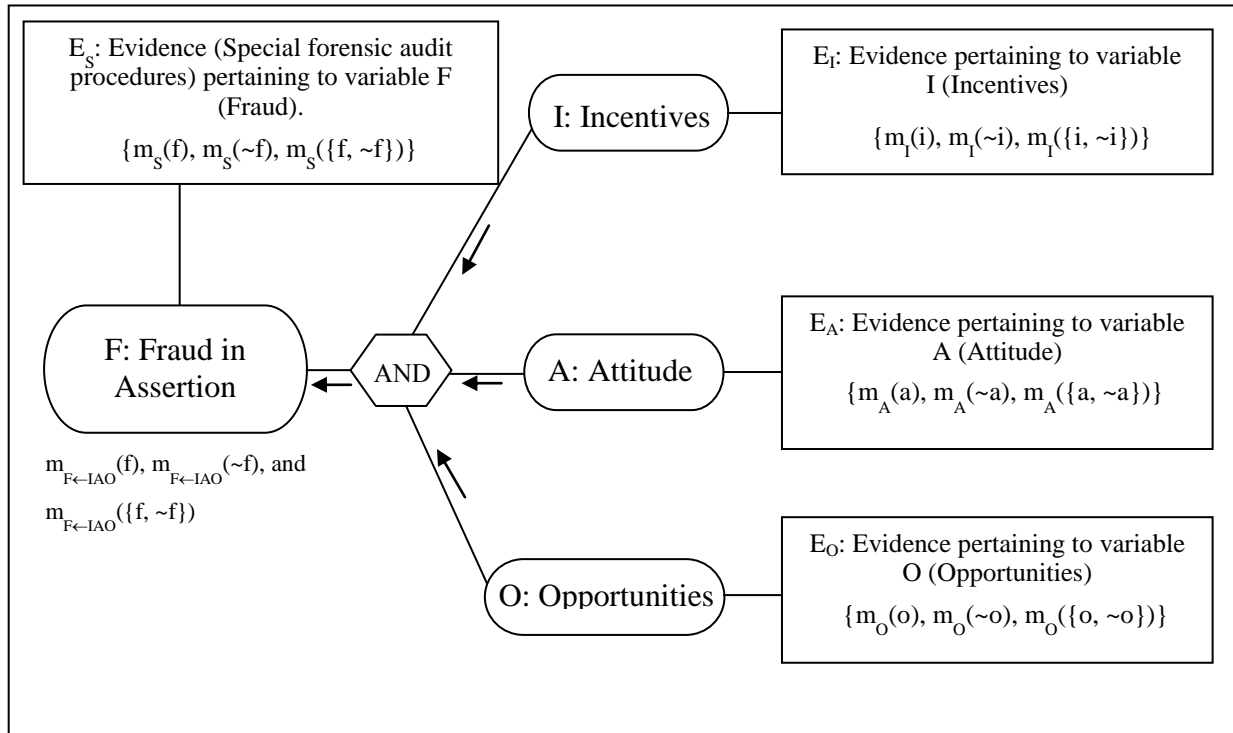 E_S: Evidence (Special forensic audit
procedures) pertaining to variable F
(Fraud).
{m_S(f), m_S(~f), m_S({f, ~f})}
I: Incentives
E_I: Evidence pertaining to variable
I (Incentives)
{m_I(i), m_I(~i), m_I({i, ~i})}
F: Fraud in
Assertion
AND
A: Attitude
E_A: Evidence pertaining to variable
A (Attitude)
{m_A(a), m_A(~a), m_A({a, ~a})}
m_F←IAO(f), m_F←IAO(~f), and
m_F←IAO({f, ~f})
O: Opportunities
E_O: Evidence pertaining to variable
O (Opportunities)
{m_O(o), m_O(~o), m_O({o, ~o})}